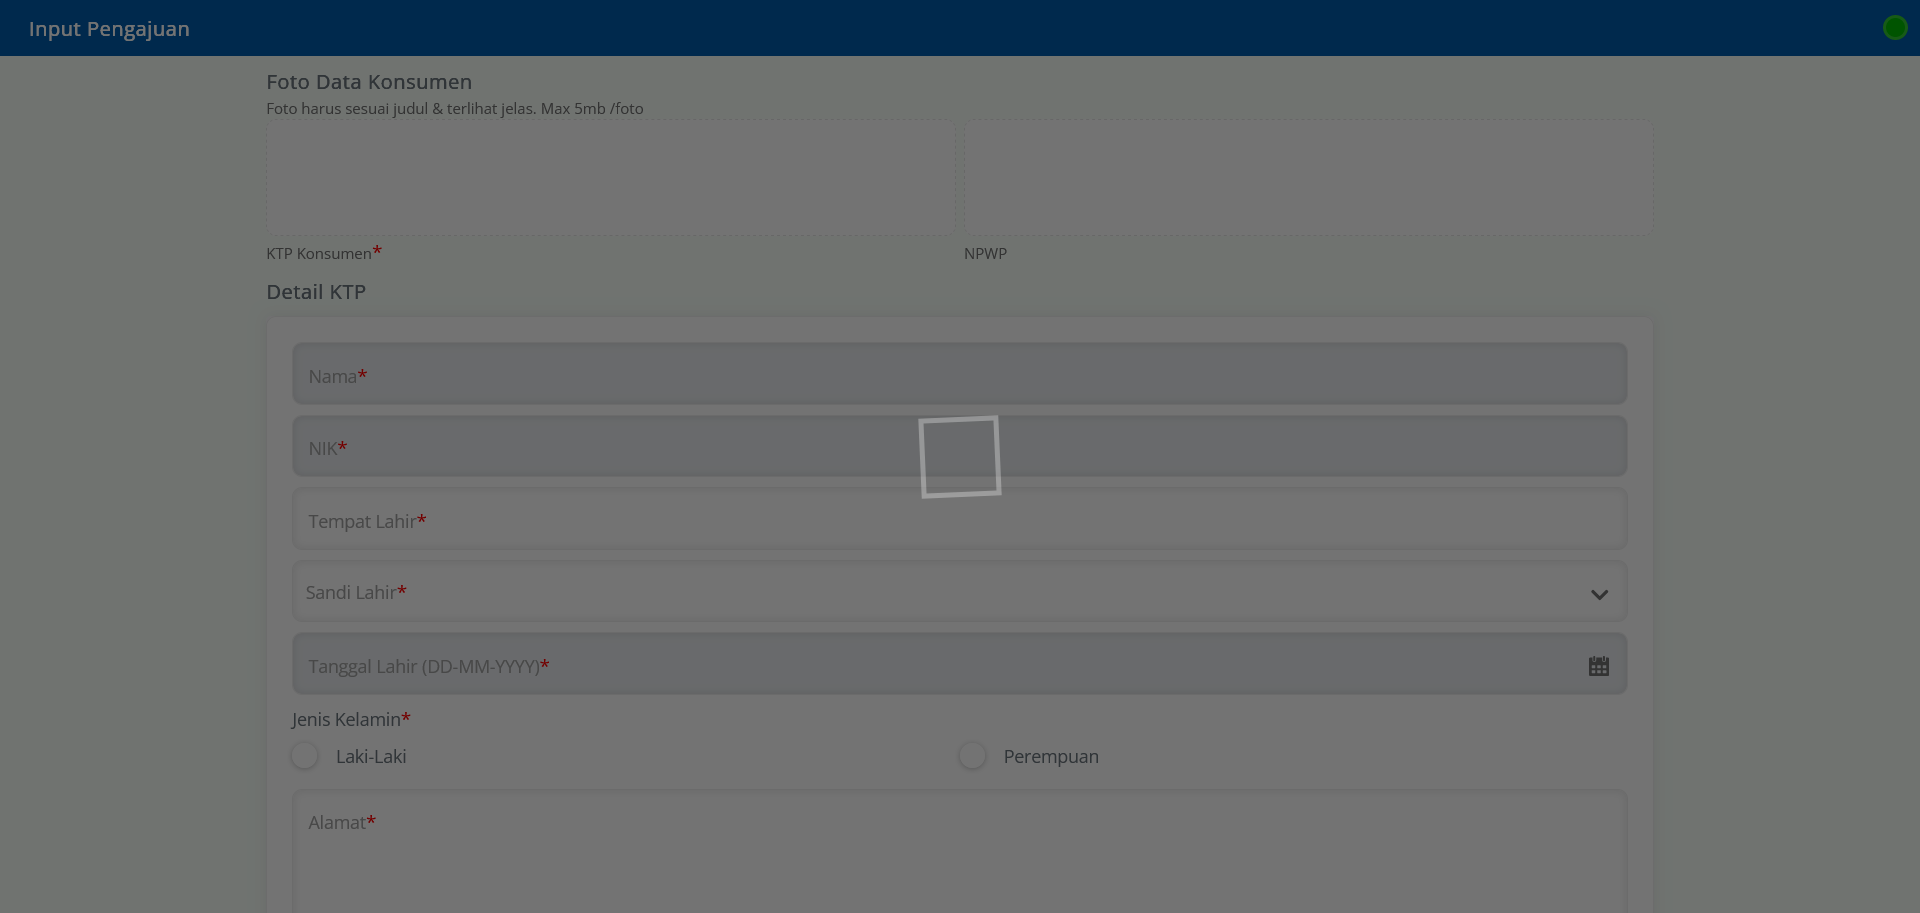 Input Pengajuan
Foto Data Konsumen
Foto harus sesuai judul & terlihat jelas. Max 5mb /foto
KTP Konsumen*
NPWP
Detail KTP
Nama*
NIK*
Tempat Lahir*
Sandi Lahir*
Tanggal Lahir (DD-MM-YYYY)*
Jenis Kelamin*
Laki-Laki
Perempuan
Alamat*